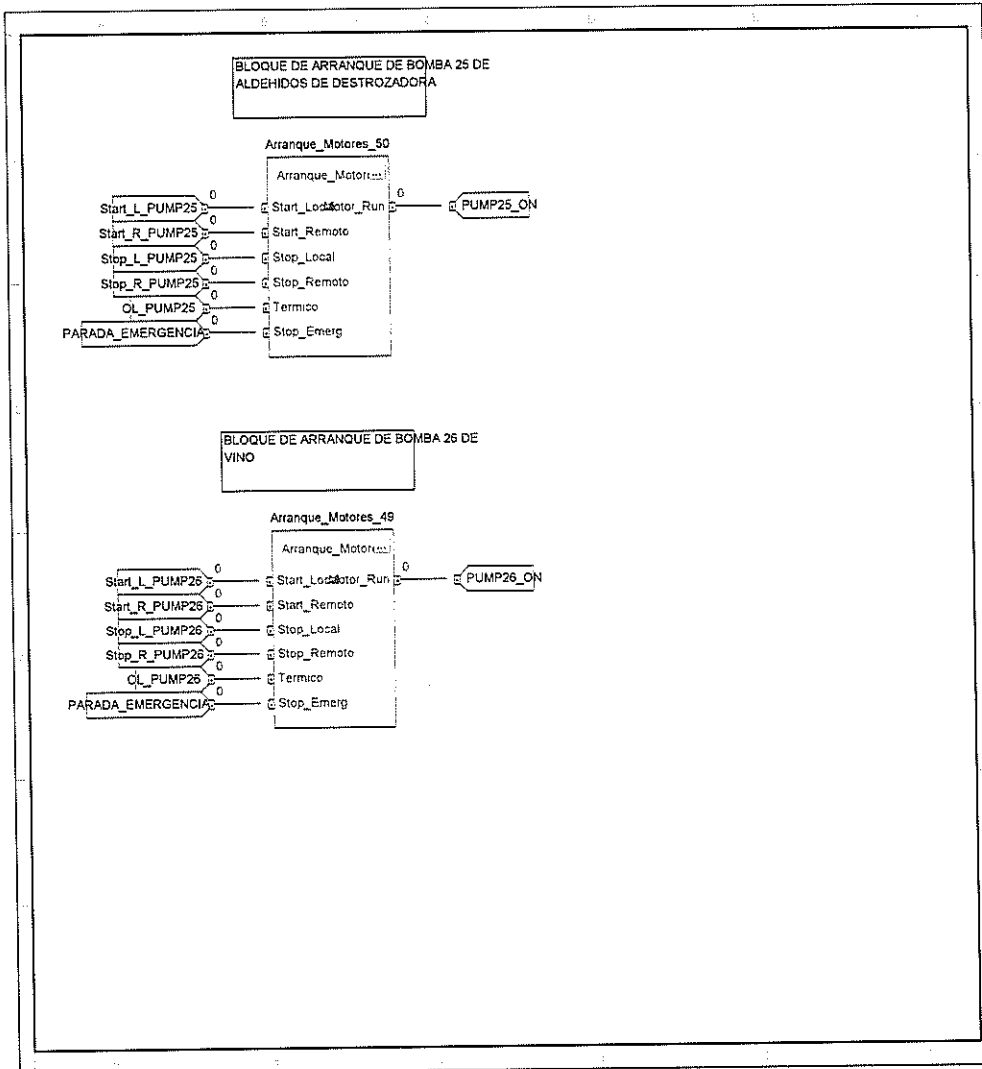 BLOQUE DE ARRANQUE DE BOMBA 25 DE
ALDEHIDOS DE DESTROZADORA
Arranque_Motores_50
Arranque_Motores
0
0
Start_L_PUMP25
Start_Local
Motor_Run
PUMP25_ON
0
Start_R_PUMP25
Start_Remoto
0
Stop_L_PUMP25
Stop_Local
0
Stop_R_PUMP25
Stop_Remoto
0
OL_PUMP25
Termico
0
PARADA_EMERGENCIA
Stop_Emerg
BLOQUE DE ARRANQUE DE BOMBA 26 DE
VINO
Arranque_Motores_49
Arranque_Motores
0
0
Start_L_PUMP26
Start_Local
Motor_Run
PUMP26_ON
0
Start_R_PUMP26
Start_Remoto
0
Stop_L_PUMP26
Stop_Local
0
Stop_R_PUMP26
Stop_Remoto
0
OL_PUMP26
Termico
0
PARADA_EMERGENCIA
Stop_Emerg